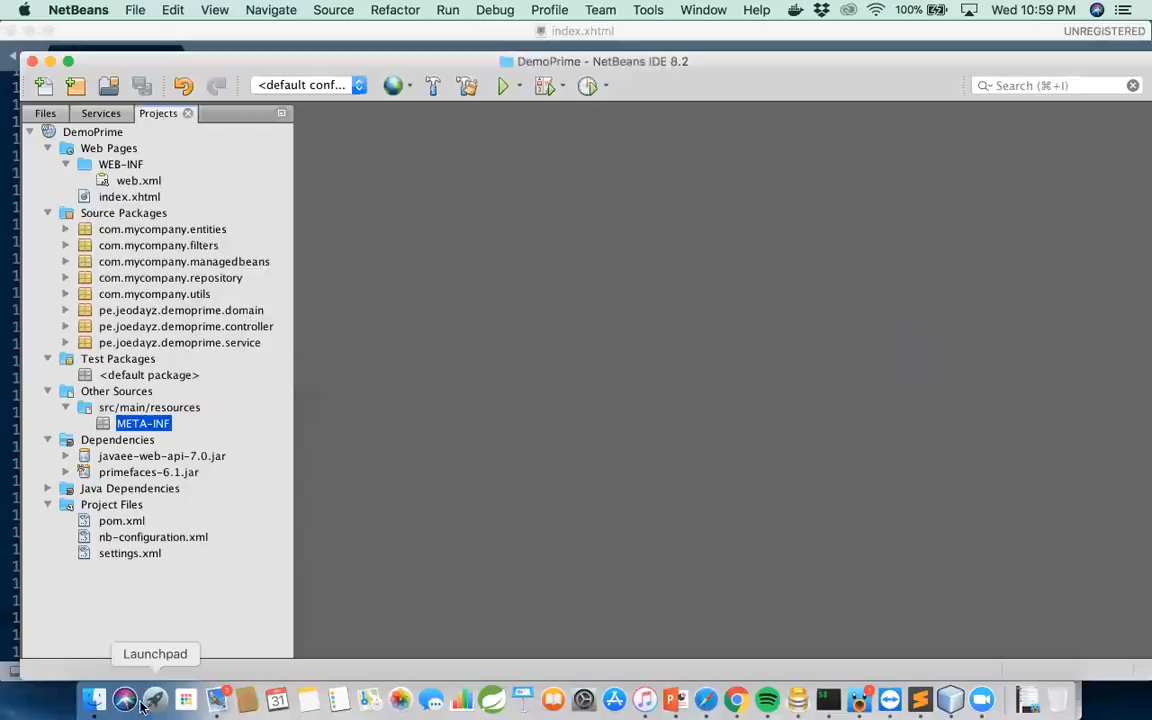 NetBeans File Edit View Navigate Source Refactor Run Debug Profile Team Tools Window Help 100% Wed 10:59 PM
index.xhtml UNREGISTERED
DemoPrime - NetBeans IDE 8.2
<default conf... Search (⌘+I)
Files Services Projects
DemoPrime
Web Pages
WEB-INF
web.xml
index.xhtml
Source Packages
com.mycompany.entities
com.mycompany.filters
com.mycompany.managedbeans
com.mycompany.repository
com.mycompany.utils
pe.jeodayz.demoprime.domain
pe.joedayz.demoprime.controller
pe.joedayz.demoprime.service
Test Packages
<default package>
Other Sources
src/main/resources
META-INF
Dependencies
javaee-web-api-7.0.jar
primefaces-6.1.jar
Java Dependencies
Project Files
pom.xml
nb-configuration.xml
settings.xml
Launchpad
31